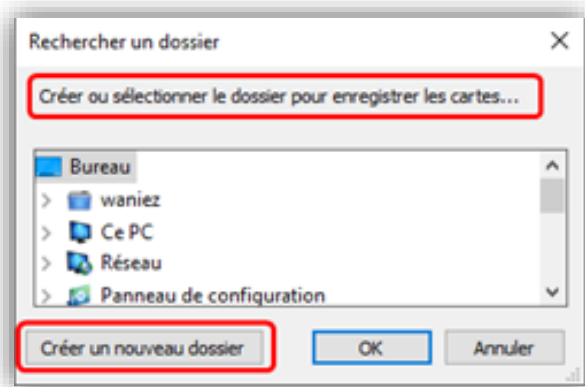 Rechercher un dossier
Créer ou sélectionner le dossier pour enregistrer les cartes...
Bureau
waniez
Ce PC
Réseau
Panneau de configuration
Créer un nouveau dossier
OK
Annuler